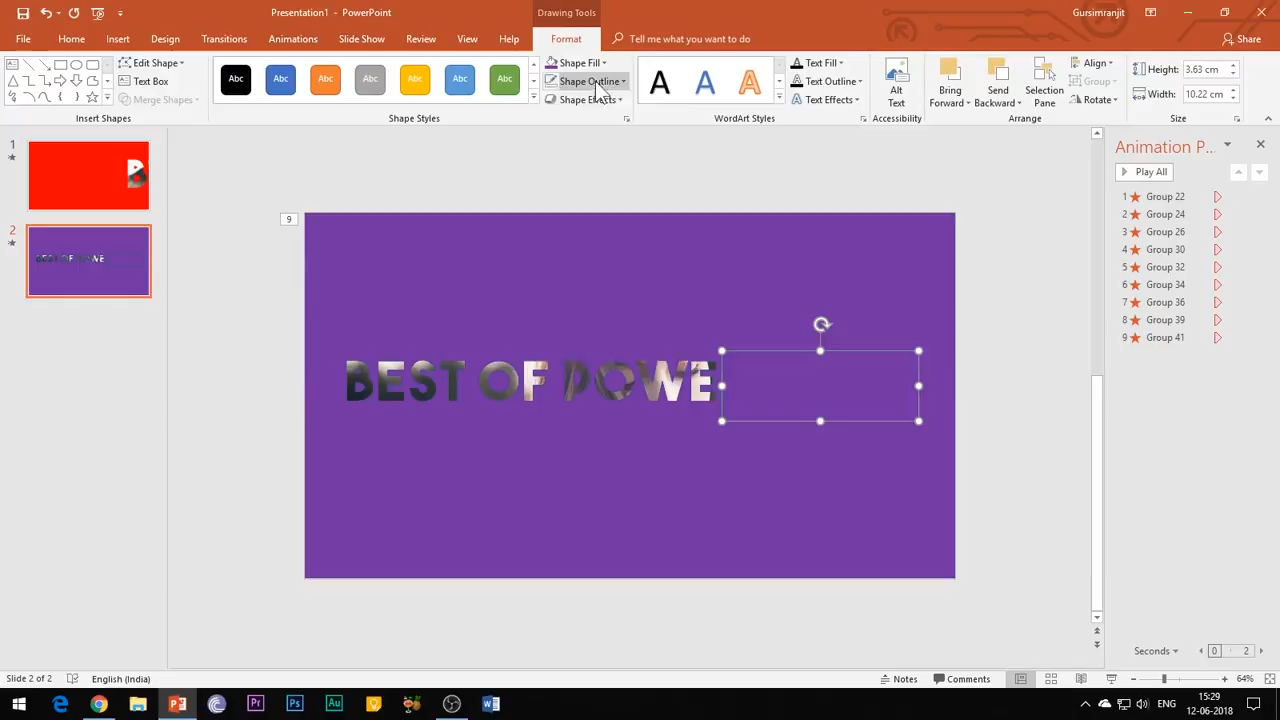 Presentation1 - PowerPoint
Drawing Tools
Gursimranjit
File Home Insert Design Transitions Animations Slide Show Review View Help Format Tell me what you want to do Share
Edit Shape
Text Box
Merge Shapes
Insert Shapes
Abc Abc Abc Abc Abc Abc Abc
Shape Styles
Shape Fill
Shape Outline
Shape Effects
A A A
WordArt Styles
Text Fill
Text Outline
Text Effects
Alt Text
Accessibility
Bring Forward
Send Backward
Selection Pane
Align
Group
Rotate
Arrange
Height: 3.63 cm
Width: 10.22 cm
Size
1
B
2
BEST OF POWE
9
BEST OF POWE
Animation P...
Play All
1 Group 22
2 Group 24
3 Group 26
4 Group 30
5 Group 32
6 Group 34
7 Group 36
8 Group 39
9 Group 41
Seconds 0 2
Slide 2 of 2 English (India) Notes Comments 64%
Pr Ps Au
15:29
12-06-2018